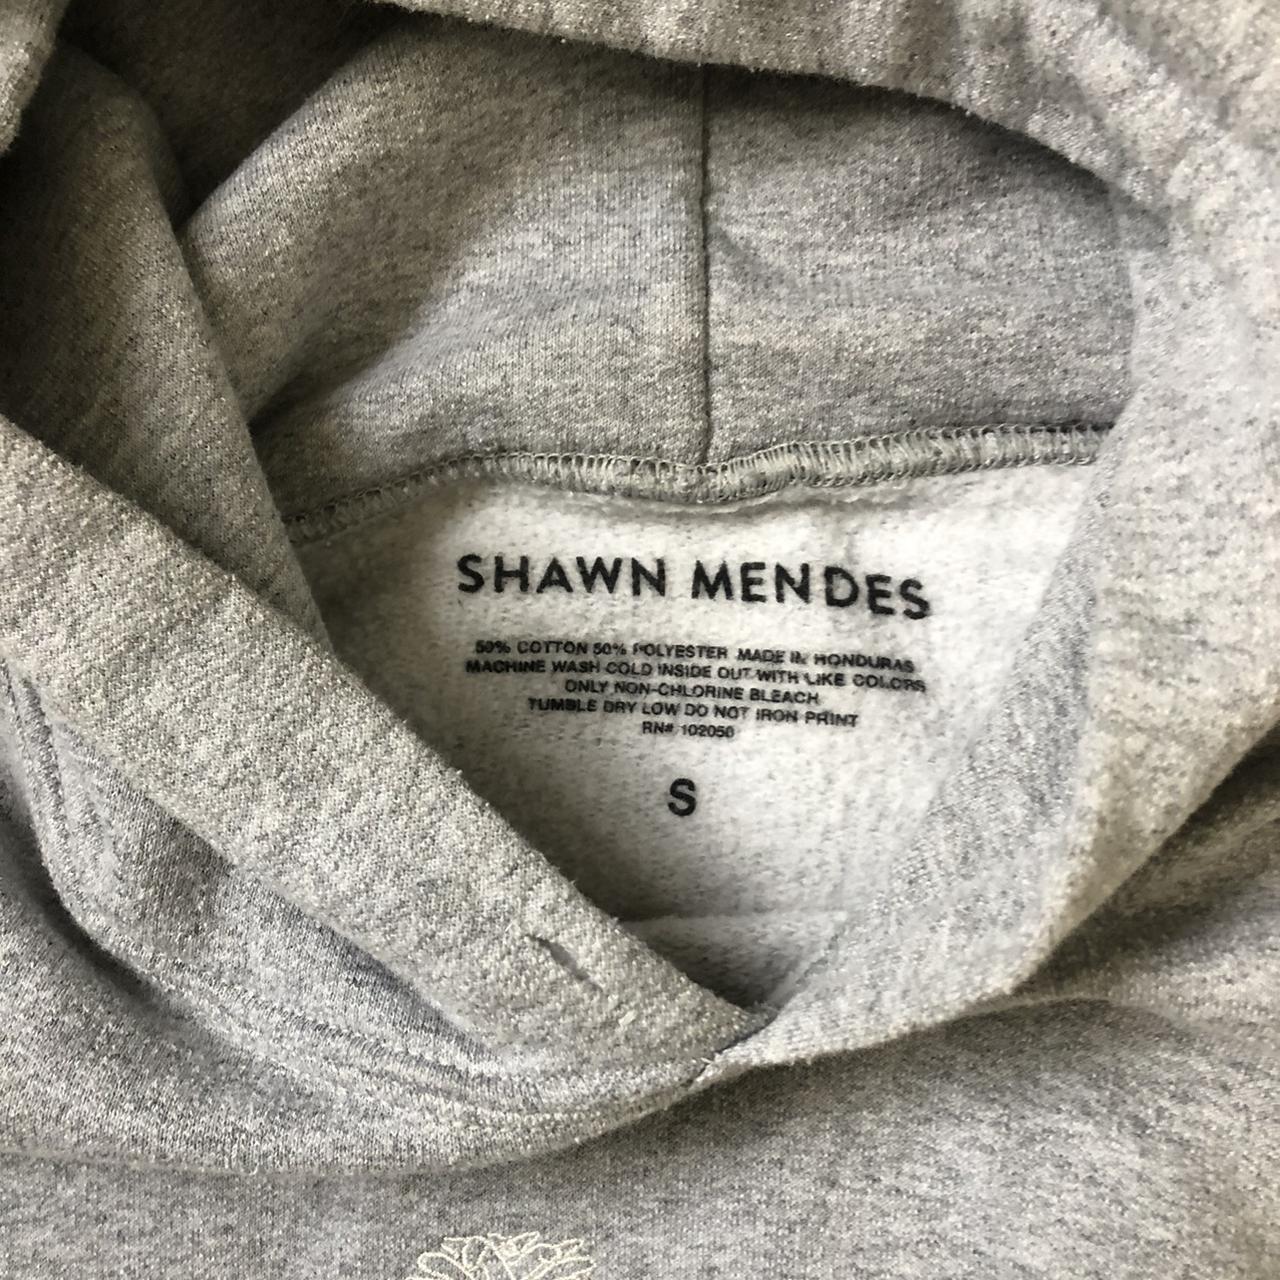 SHAWN MENDES
50% COTTON 50% POLYESTER MADE IN HONDURAS
MACHINE WASH COLD INSIDE OUT WITH LIKE COLORS
ONLY NON-CHLORINE BLEACH
TUMBLE DRY LOW DO NOT IRON PRINT
RN# 102050
S